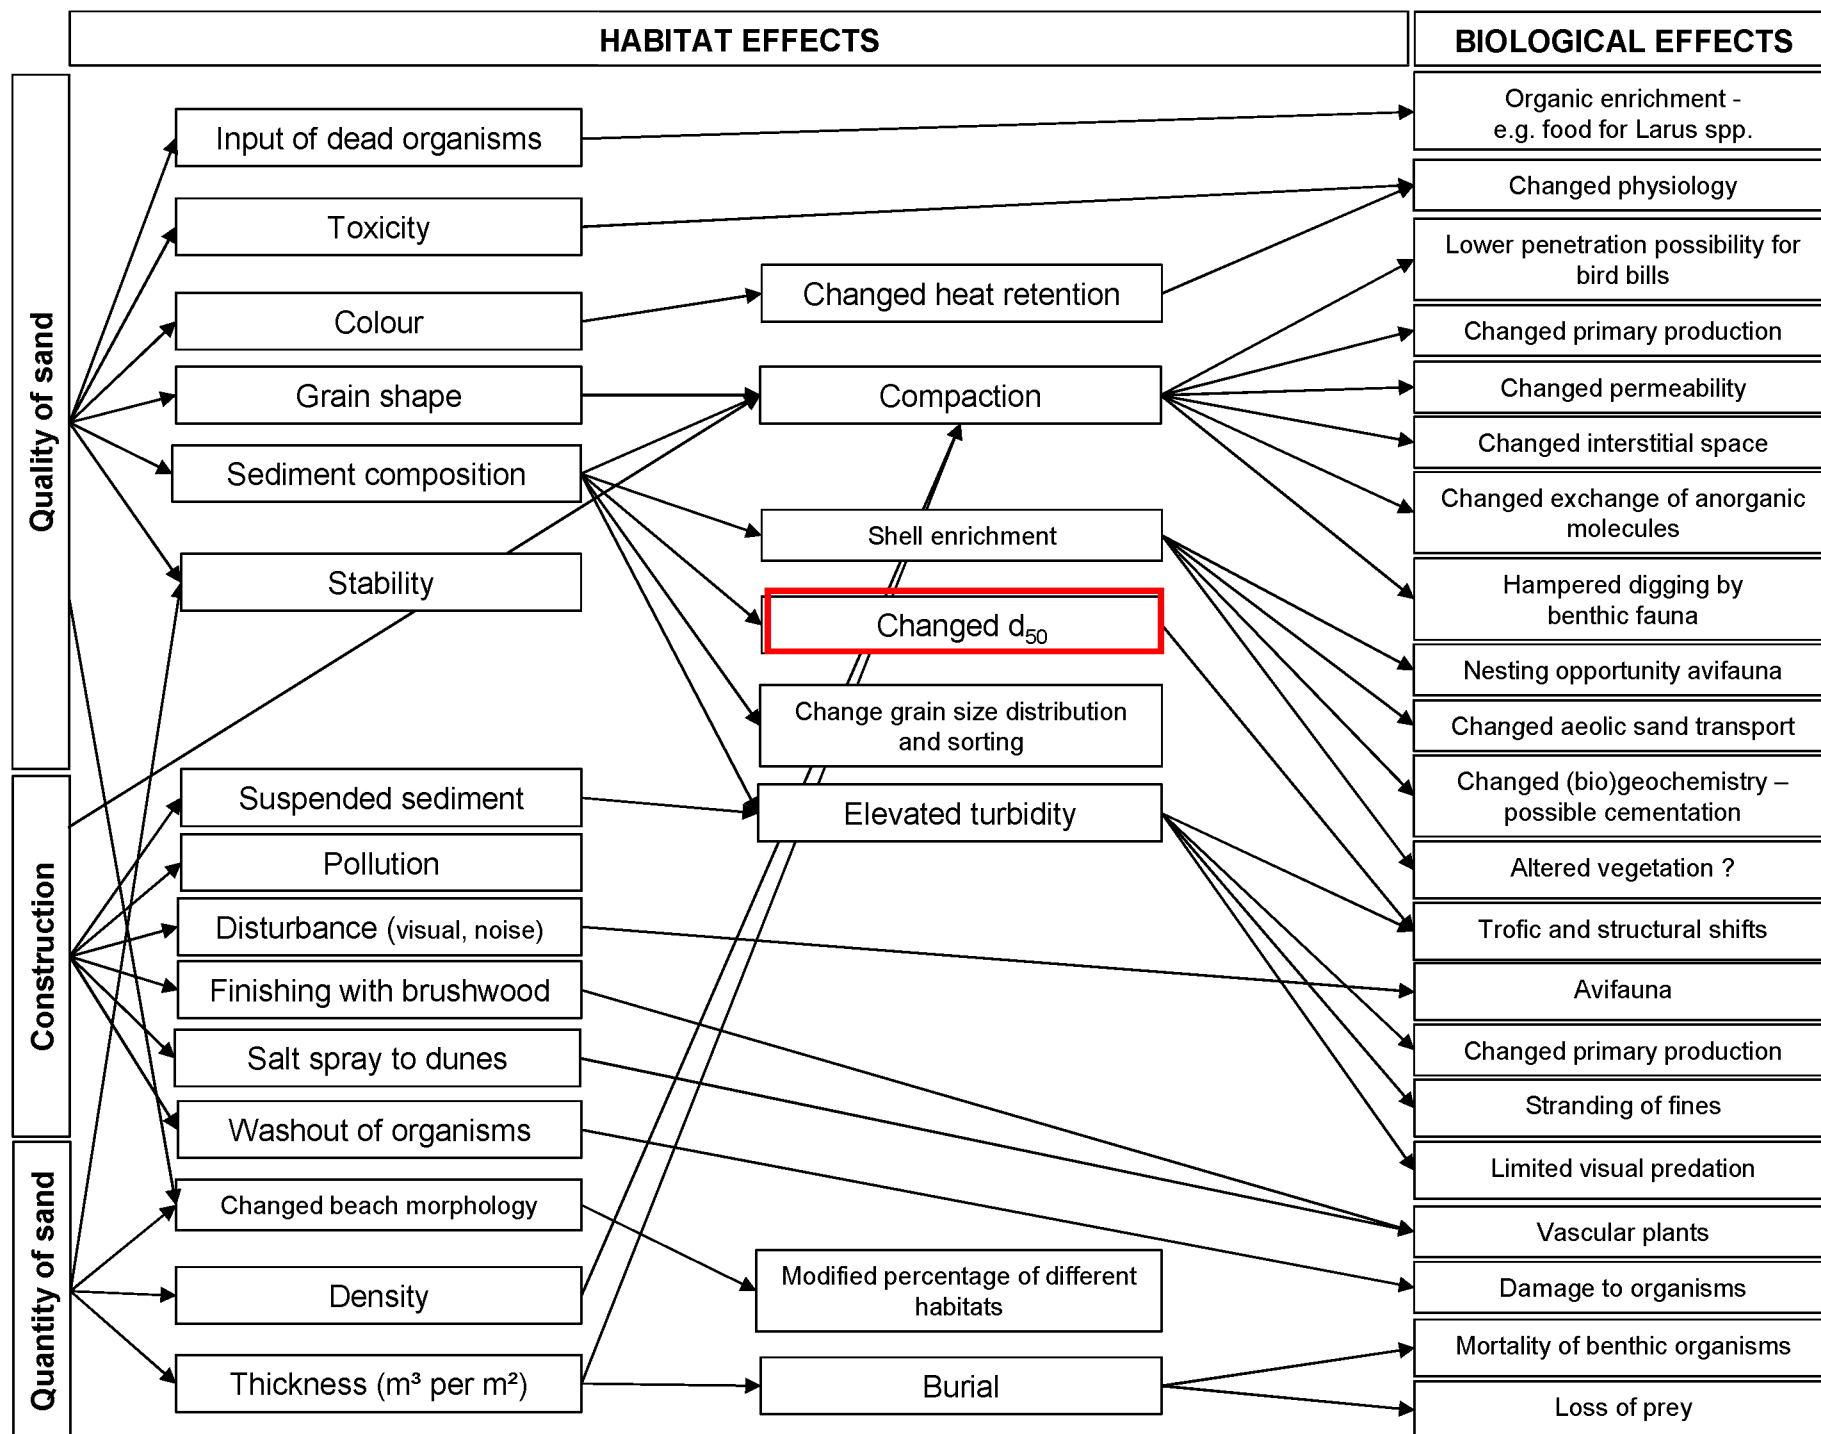 HABITAT EFFECTS
BIOLOGICAL EFFECTS
Quality of sand
Construction
Quantity of sand
Input of dead organisms
Toxicity
Colour
Grain shape
Sediment composition
Stability
Suspended sediment
Pollution
Disturbance (visual, noise)
Finishing with brushwood
Salt spray to dunes
Washout of organisms
Changed beach morphology
Density
Thickness (m³ per m²)
Changed heat retention
Compaction
Shell enrichment
Changed d₅₀
Change grain size distribution
and sorting
Elevated turbidity
Modified percentage of different
habitats
Burial
Organic enrichment -
e.g. food for Larus spp.
Changed physiology
Lower penetration possibility for
bird bills
Changed primary production
Changed permeability
Changed interstitial space
Changed exchange of anorganic
molecules
Hampered digging by
benthic fauna
Nesting opportunity avifauna
Changed aeolic sand transport
Changed (bio)geochemistry –
possible cementation
Altered vegetation ?
Trofic and structural shifts
Avifauna
Changed primary production
Stranding of fines
Limited visual predation
Vascular plants
Damage to organisms
Mortality of benthic organisms
Loss of prey